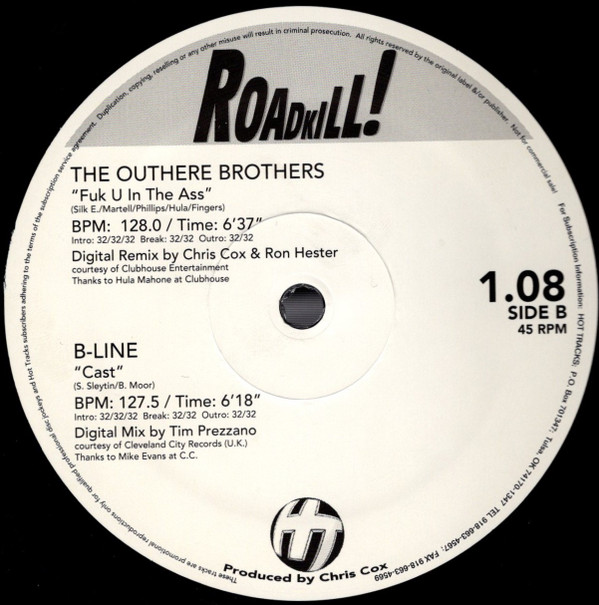 ROADKILL!
THE OUTHERE BROTHERS
"Fuk U In The Ass"
(Silk E./Martell/Phillips/Hula/Fingers)
BPM: 128.0 / Time: 6'37"
Intro: 32/32/32 Break: 32/32 Outro: 32/32
Digital Remix by Chris Cox & Ron Hester
courtesy of Clubhouse Entertainment
Thanks to Hula Mahone at Clubhouse
1.08
SIDE B
45 RPM
B-LINE
"Cast"
(S. Sleytin/B. Moor)
BPM: 127.5 / Time: 6'18"
Intro: 32/32/32 Break: 32/32 Outro: 32/32
Digital Mix by Tim Prezzano
courtesy of Cleveland City Records (U.K.)
Thanks to Mike Evans at C.C.
HT
Produced by Chris Cox
These tracks are promotional reproductions only for qualified professional disc jockeys and Hot Tracks subscribers adhering to the terms of the subscription service agreement. Duplication, copying, reselling or any other misuse will result in criminal prosecution. All rights reserved by the original label &/or publisher. Not for commercial sale! For Subscription Information: HOT TRACKS: P.O. Box 701347; Tulsa, OK 74170-1347 TEL 918-663-4567; FAX 918-663-4569